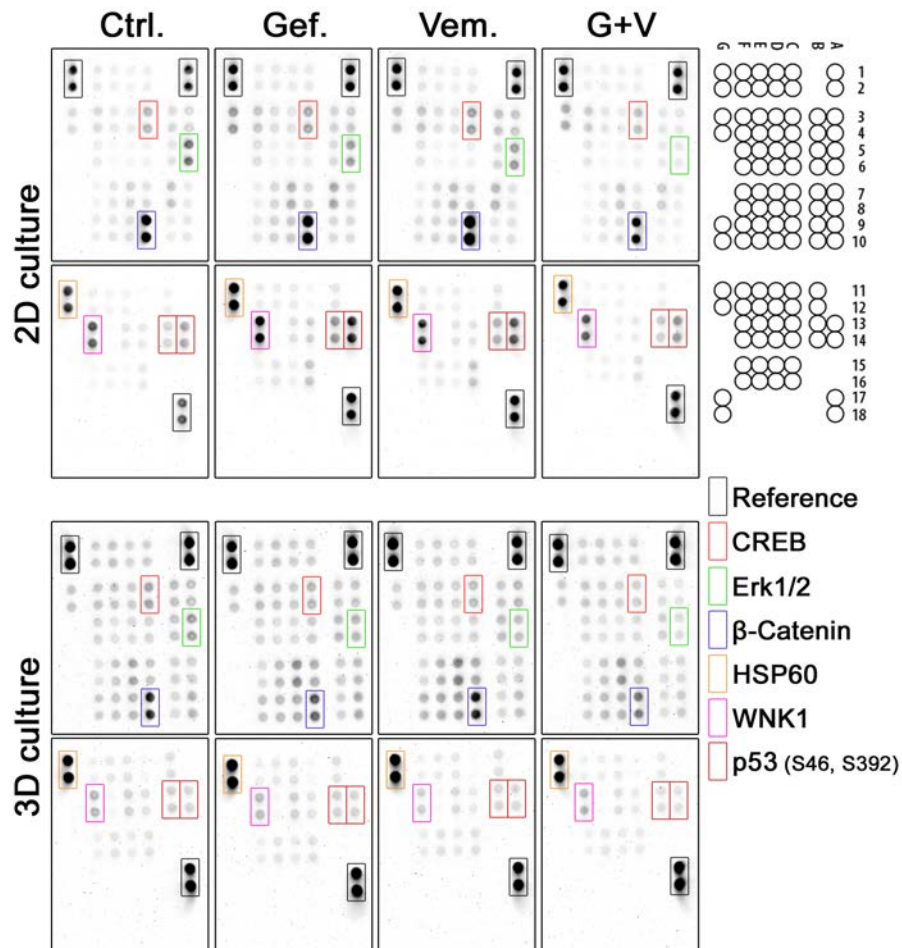 Ctrl. Gef. Vem. G+V
G F E D C B A
1
2
3
4
5
6
7
8
9
10
11
12
13
14
15
16
17
18
2D culture
3D culture
Reference
CREB
Erk1/2
β-Catenin
HSP60
WNK1
p53 (S46, S392)